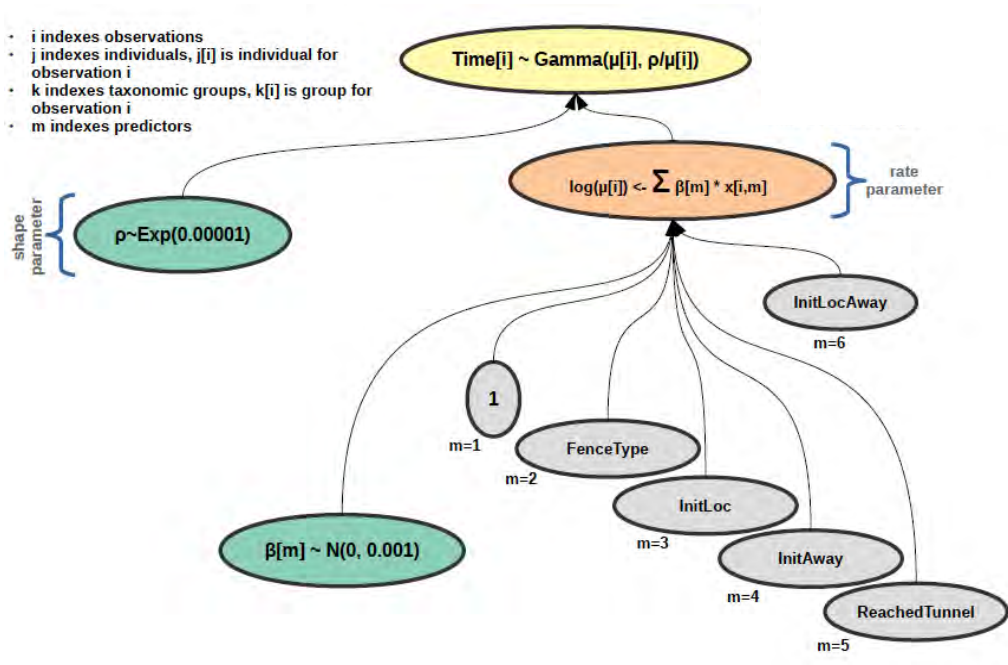 • i indexes observations
• j indexes individuals, j[i] is individual for
observation i
• k indexes taxonomic groups, k[i] is group for
observation i
• m indexes predictors
Time[i] ~ Gamma(µ[i], ρ/µ[i])
log(µ[i]) <- Σ β[m] * x[i,m]
rate
parameter
shape
parameter
ρ~Exp(0.00001)
InitLocAway
m=6
1
m=1
FenceType
m=2
InitLoc
m=3
β[m] ~ N(0, 0.001)
InitAway
m=4
ReachedTunnel
m=5